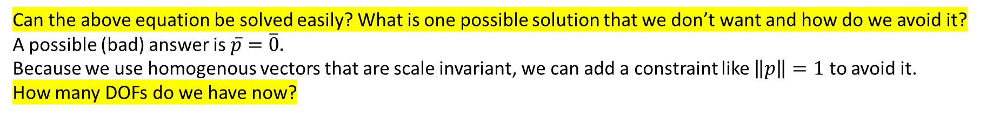 Can the above equation be solved easily? What is one possible solution that we don’t want and how do we avoid it?
A possible (bad) answer is p̄ = 0̄.
Because we use homogenous vectors that are scale invariant, we can add a constraint like ‖p‖ = 1 to avoid it.
How many DOFs do we have now?